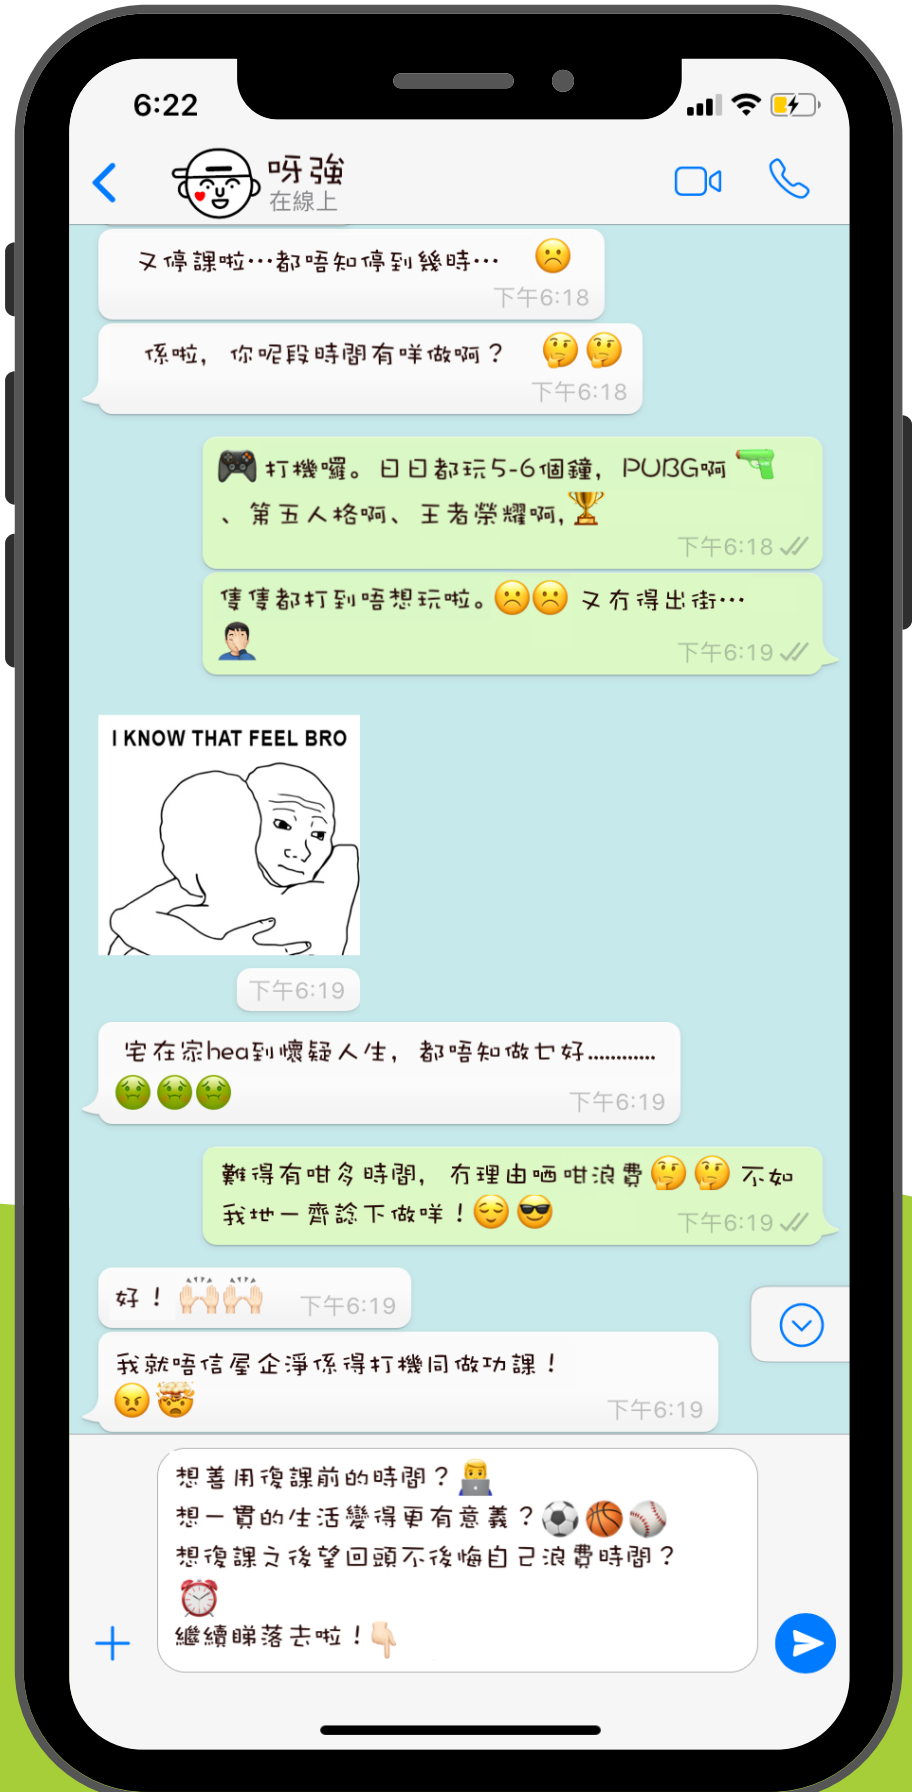 6:22
呀強
在線上
又停課啦…都唔知停到幾時… ☹️
下午6:18
係啦，你呢段時間有咩做啊？ 🤔🤔
下午6:18
🎮打機囉。日日都玩5-6個鐘，PUBG啊🔫
、第五人格啊、王者榮耀啊,🏆
下午6:18
隻隻都打到唔想玩啦。☹️☹️ 又冇得出街…
🤦🏻‍♂️
下午6:19
I KNOW THAT FEEL BRO
下午6:19
宅在家hea到懷疑人生，都唔知做乜好............
🤢🤢🤢
下午6:19
難得有咁多時間，冇理由哂咁浪費🤔🤔 不如
我地一齊諗下做咩！😌😎
下午6:19
好！🙌🏻🙌🏻
下午6:19
我就唔信屋企淨係得打機同做功課！
😠🤯
下午6:19
想善用復課前的時間？👨‍💻
想一貫的生活變得更有意義？⚽🏀⚾
想復課之後望回頭不後悔自己浪費時間？
⏰
繼續睇落去啦！👇🏻